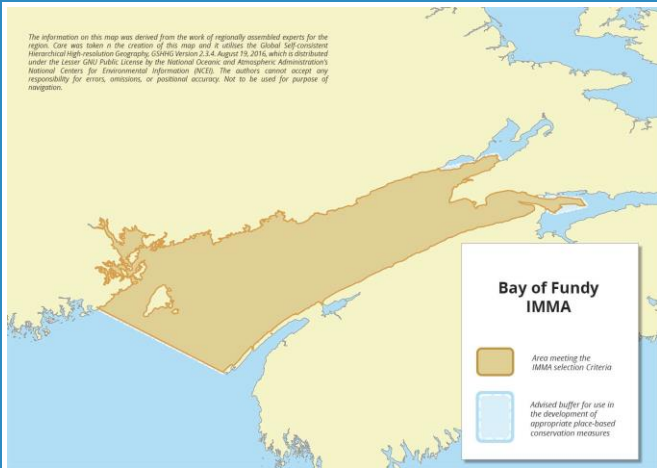 The information on this map was derived from the work of regionally assembled experts for the
region. Care was taken n the creation of this map and it utilises the Global Self-consistent
Hierarchical High-resolution Geography, GSHHG Version 2.3.4. August 19, 2016, which is distributed
under the Lesser GNU Public License by the National Oceanic and Atmospheric Administration's
National Centers for Environmental Information (NCEI). The authors cannot accept any
responsibility for errors, omissions, or positional accuracy. Not to be used for purpose of
navigation.
Bay of Fundy
IMMA
Area meeting the
IMMA selection Criteria
Advised buffer for use in
the development of
appropriate place-based
conservation measures